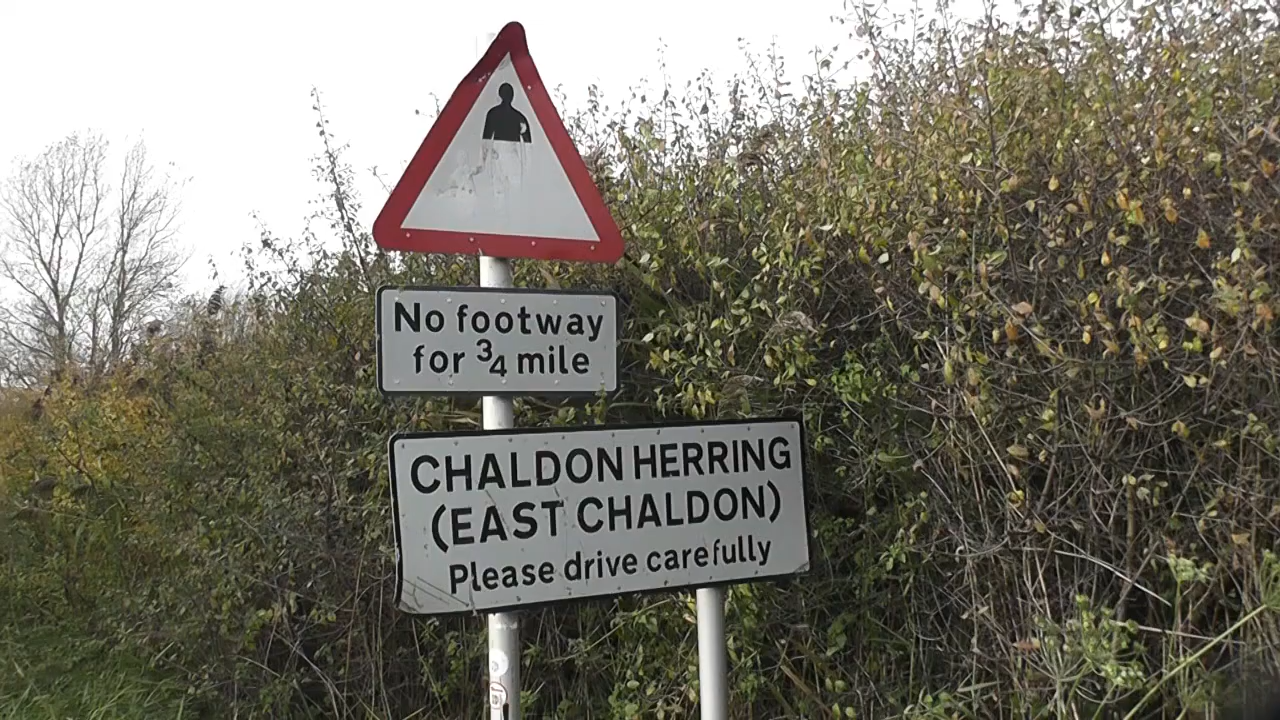 No footway
for ¾ mile
CHALDON HERRING
(EAST CHALDON)
Please drive carefully